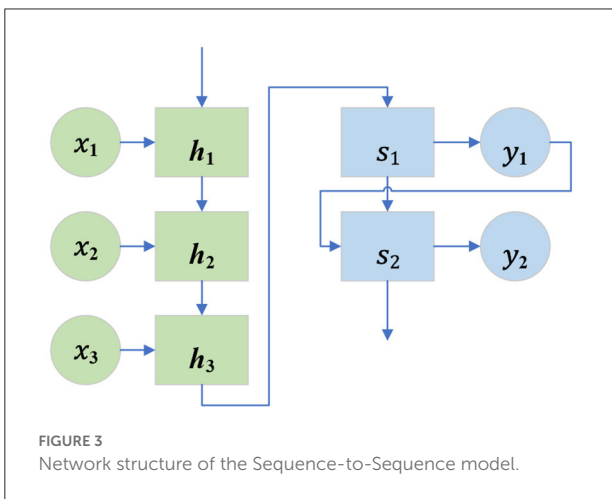 x₁ h₁ s₁ y₁
x₂ h₂ s₂ y₂
x₃ h₃
FIGURE 3
Network structure of the Sequence-to-Sequence model.